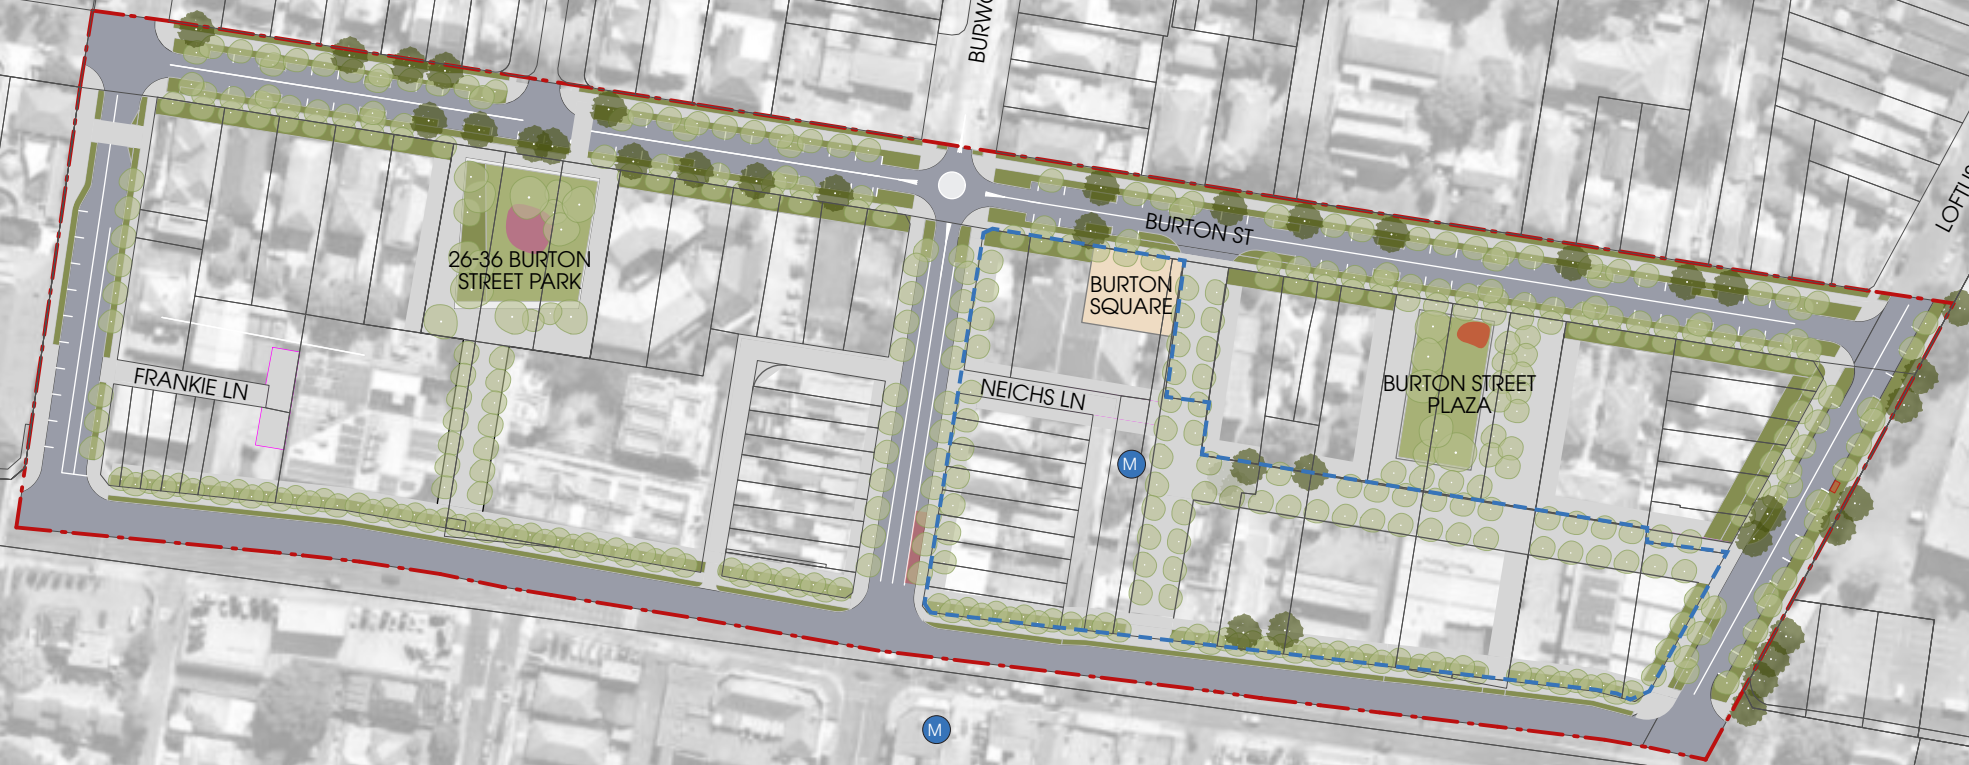 BURWO
LOFTUS
BURTON ST
26-36 BURTON
STREET PARK
BURTON
SQUARE
FRANKIE LN
NEICHS LN
BURTON STREET
PLAZA
M
M